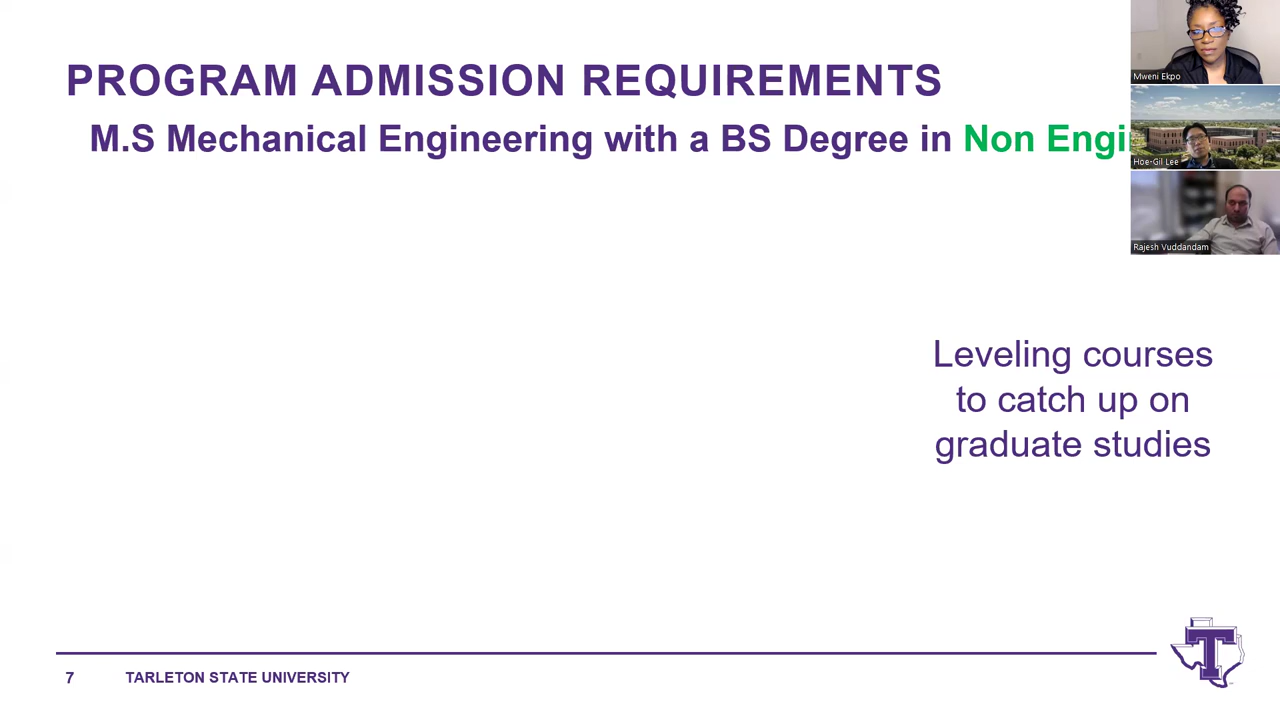 PROGRAM ADMISSION REQUIREMENTS
M.S Mechanical Engineering with a BS Degree in Non Engi
Mweni Ekpo
Hoe-Gil Lee
Rajesh Vuddandam
Leveling courses
to catch up on
graduate studies
7 TARLETON STATE UNIVERSITY
T